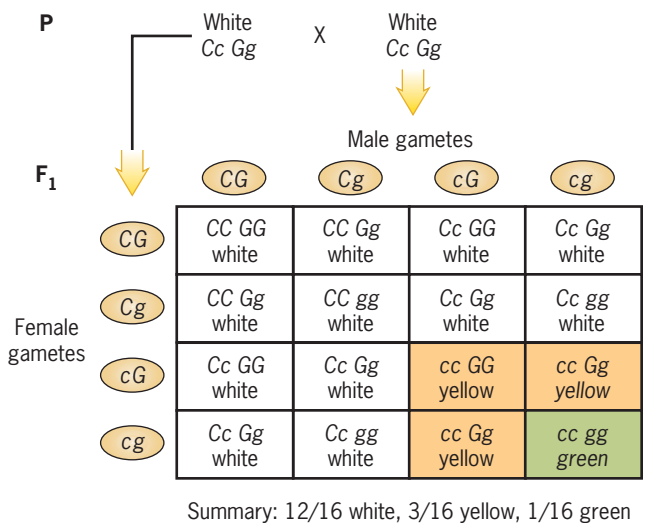 P
White
Cc Gg
X
White
Cc Gg
Male gametes
F1
CG Cg cG cg
Female
gametes
CG
CC GG
white
CC Gg
white
Cc GG
white
Cc Gg
white
Cg
CC Gg
white
CC gg
white
Cc Gg
white
Cc gg
white
cG
Cc GG
white
Cc Gg
white
cc GG
yellow
cc Gg
yellow
cg
Cc Gg
white
Cc gg
white
cc Gg
yellow
cc gg
green
Summary: 12/16 white, 3/16 yellow, 1/16 green